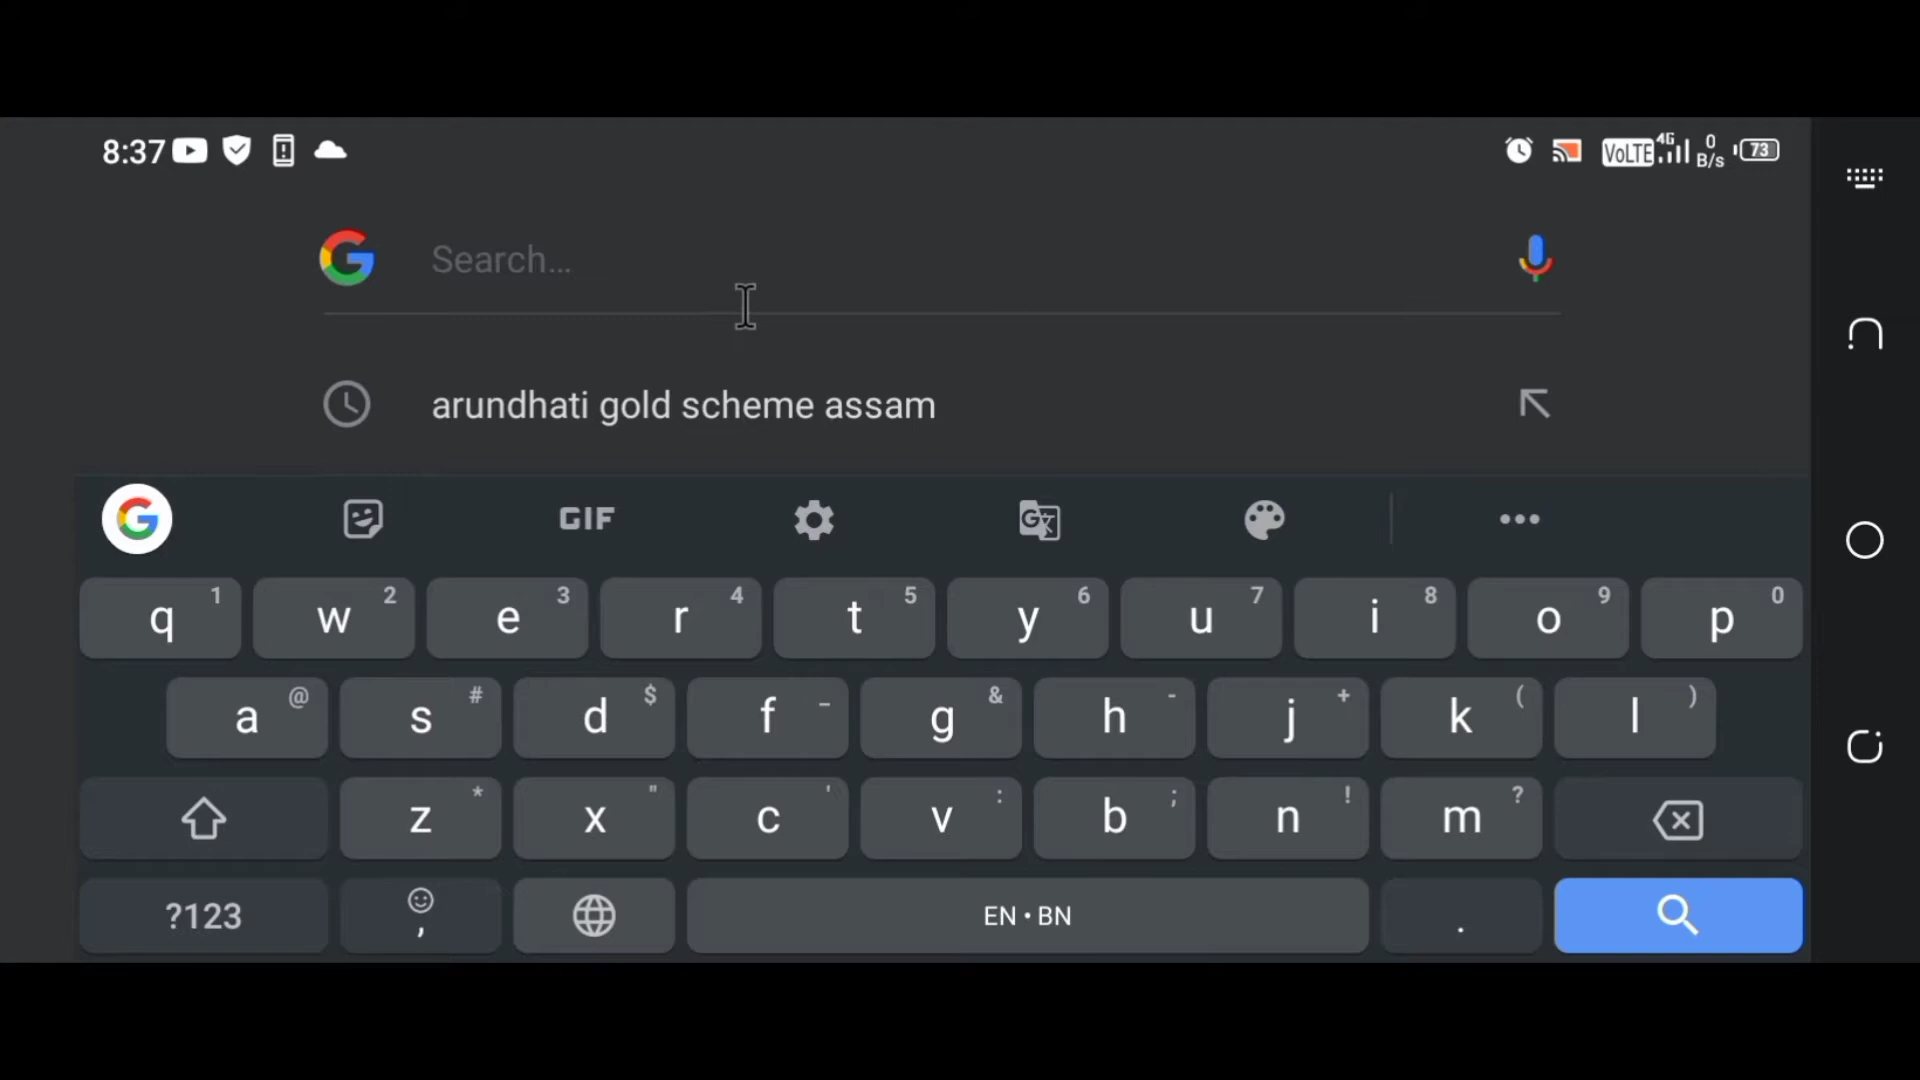 8:37
VoLTE 4G 0 B/s 73
Search...
arundhati gold scheme assam
GIF
q 1 w 2 e 3 r 4 t 5 y 6 u 7 i 8 o 9 p 0
a @ s # d $ f _ g & h - j + k ( l )
z * x " c ' v : b ; n ! m ?
?123 , EN • BN .